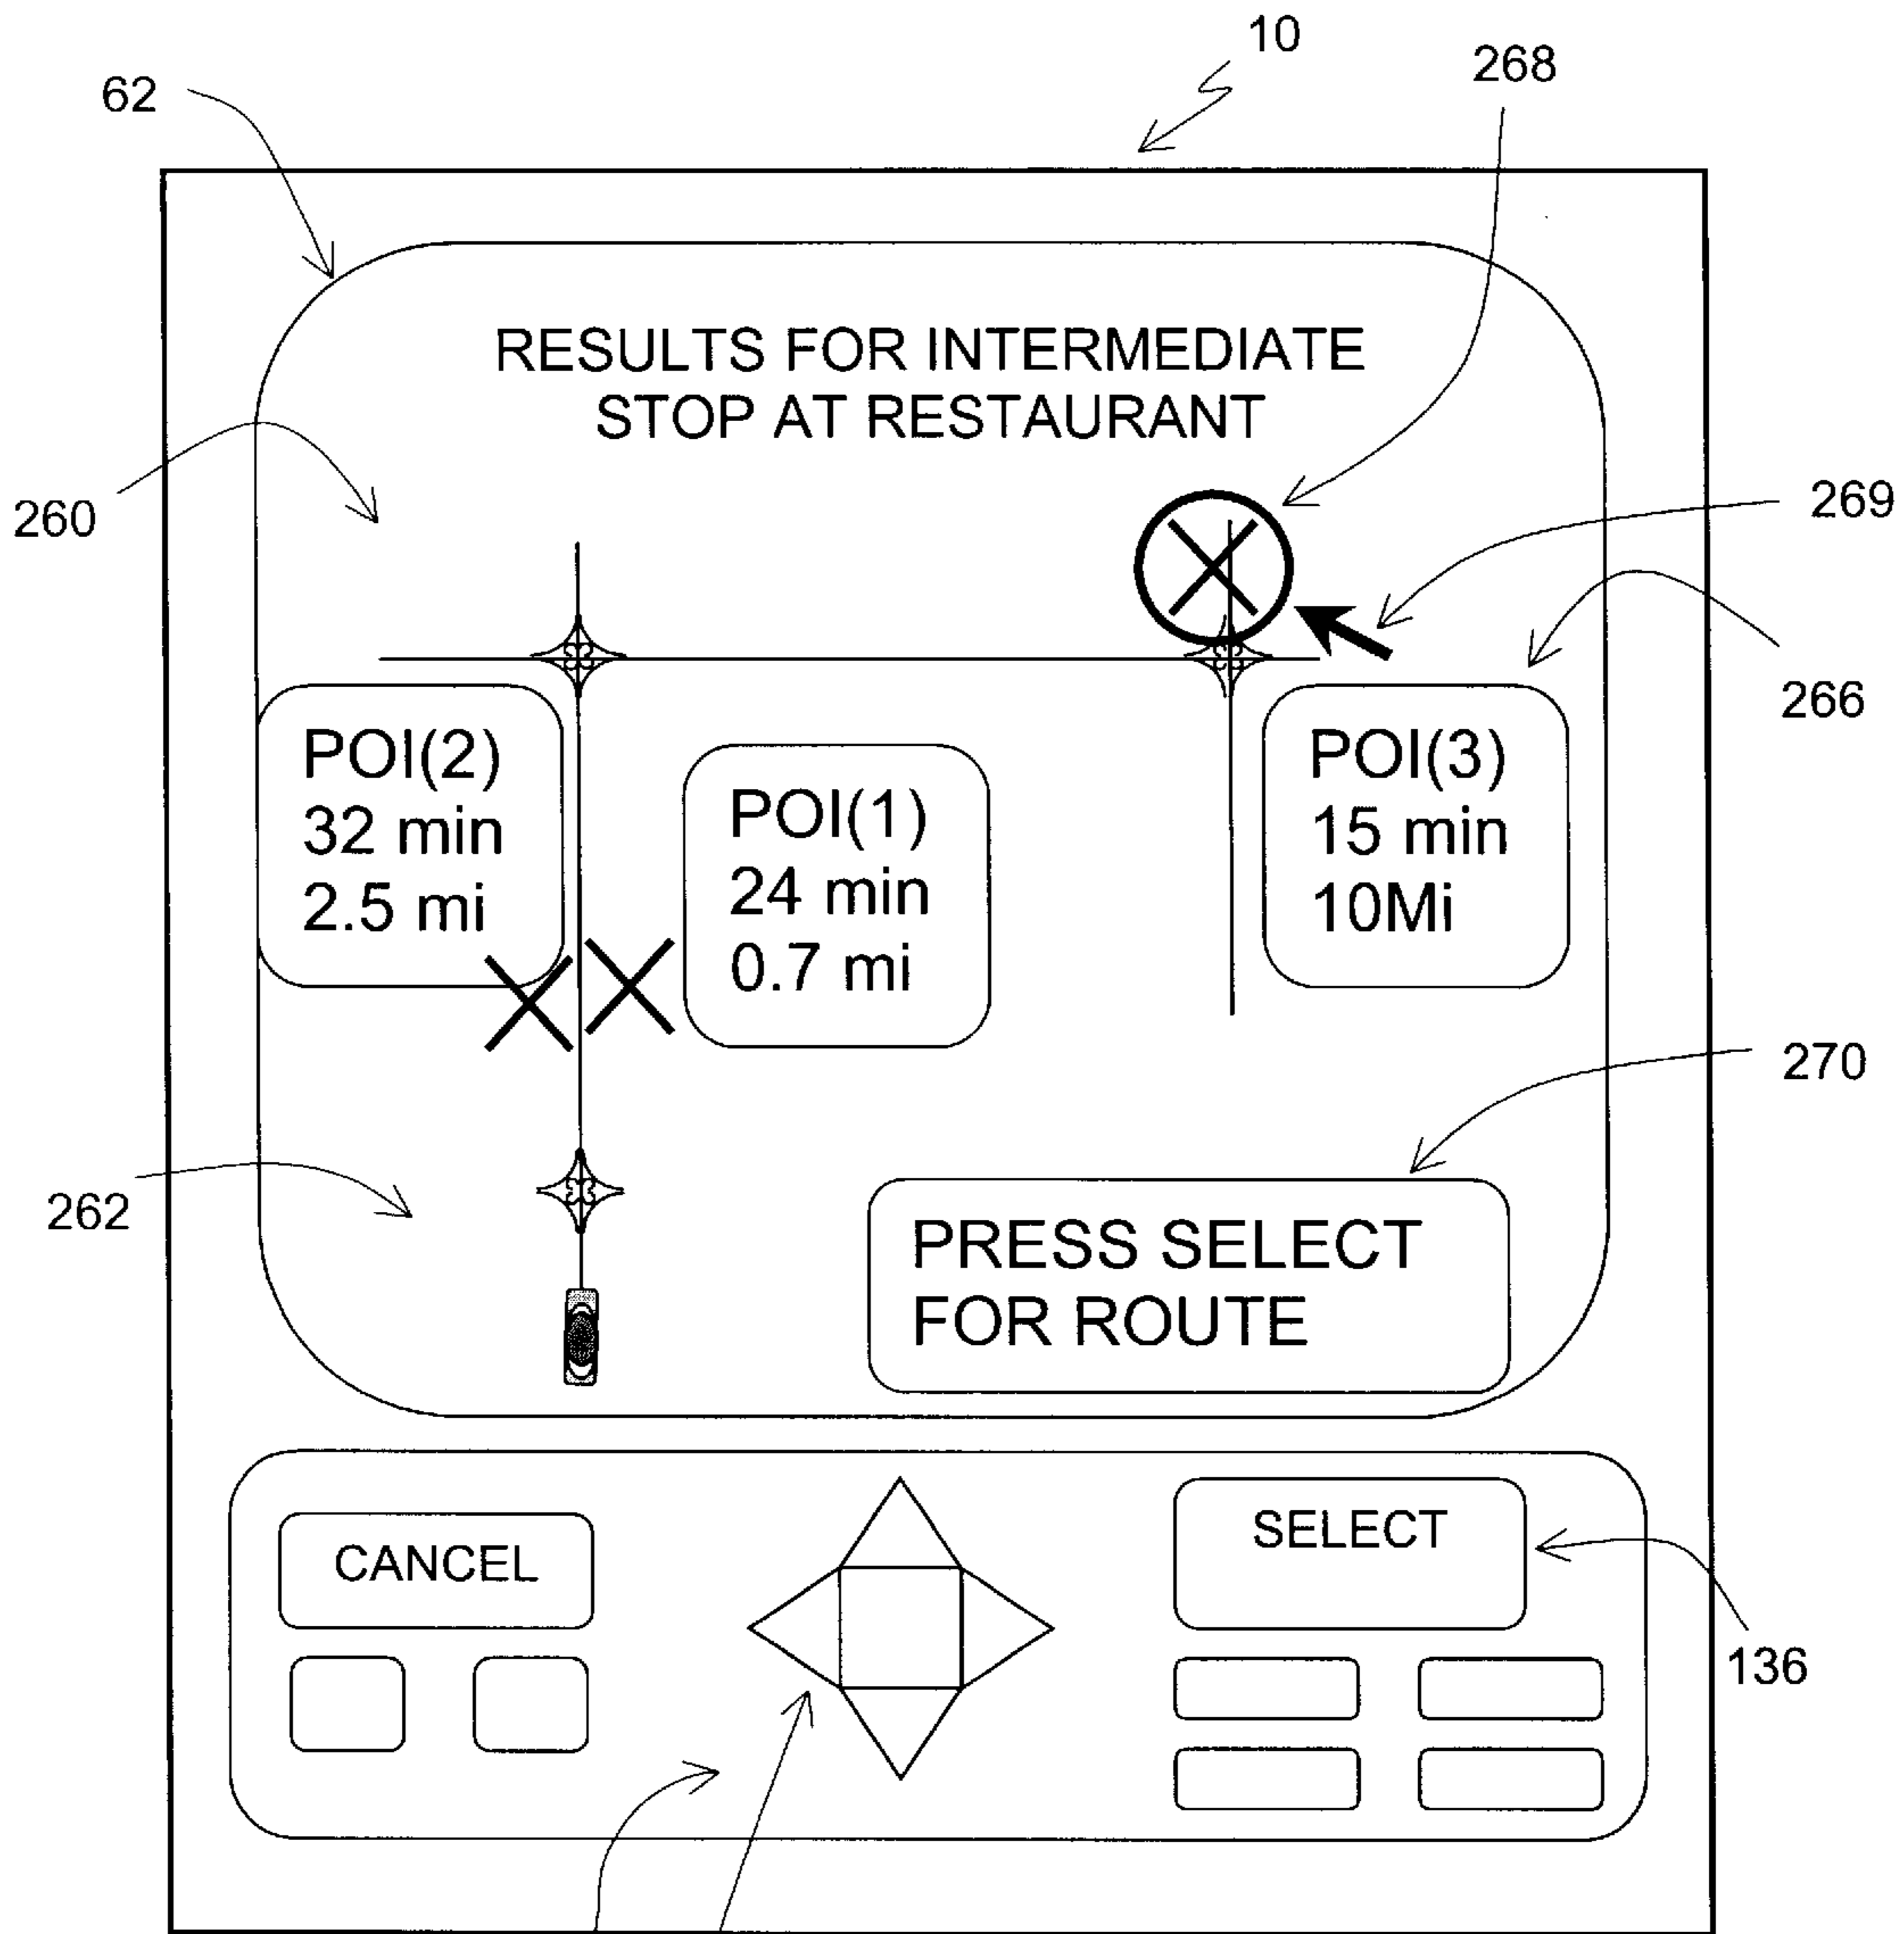 10
268
62
RESULTS FOR INTERMEDIATE
STOP AT RESTAURANT
260
269
266
POI(2)
32 min
2.5 mi
POI(1)
24 min
0.7 mi
POI(3)
15 min
10Mi
270
262
PRESS SELECT
FOR ROUTE
CANCEL
SELECT
136